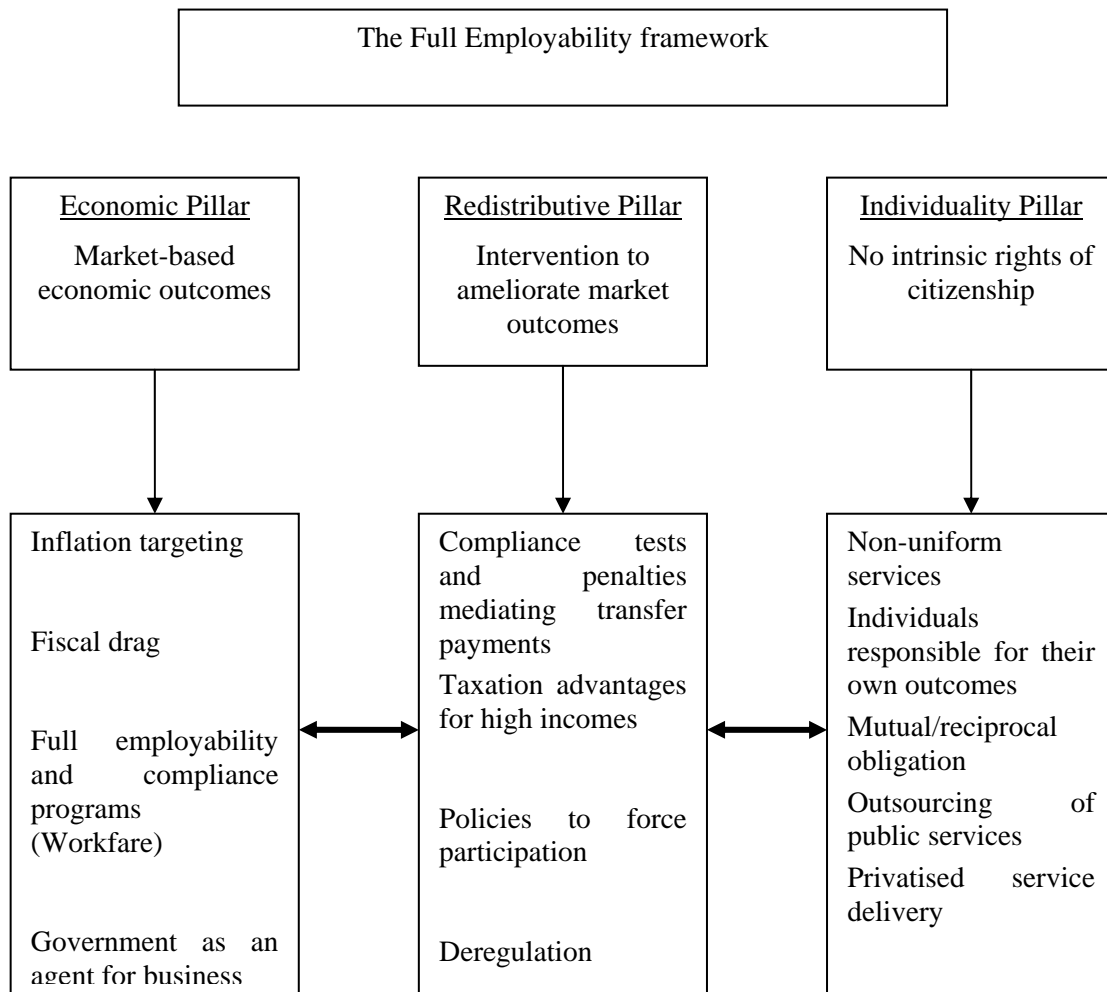 The Full Employability framework
Economic Pillar
Market-based
economic outcomes
Redistributive Pillar
Intervention to
ameliorate market
outcomes
Individuality Pillar
No intrinsic rights of
citizenship
Inflation targeting
Fiscal drag
Full employability
and compliance
programs
(Workfare)
Government as an
agent for business
Compliance tests
and penalties
mediating transfer
payments
Taxation advantages
for high incomes
Policies to force
participation
Deregulation
Non-uniform
services
Individuals
responsible for their
own outcomes
Mutual/reciprocal
obligation
Outsourcing of
public services
Privatised service
delivery